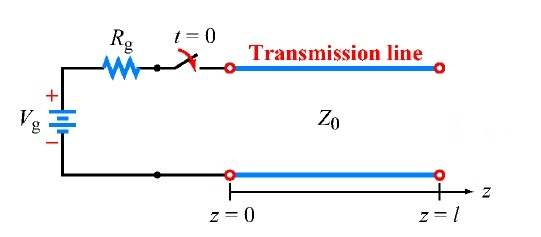 R_g
t = 0
Transmission line
+
V_g
−
Z_0
z
z = 0
z = l